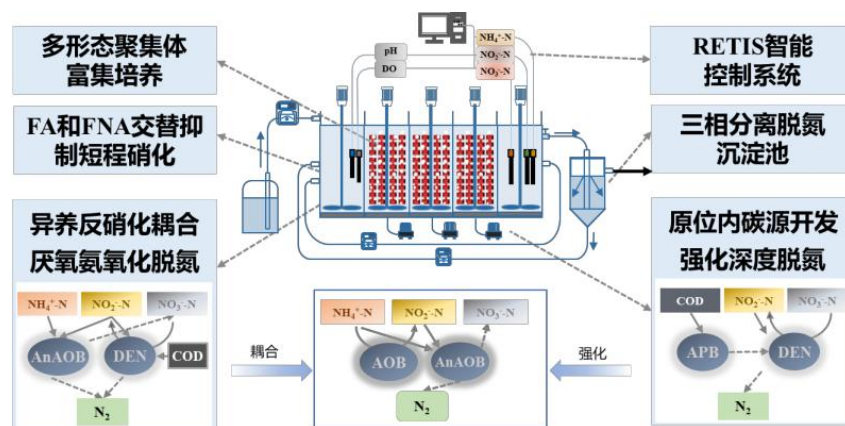 多形态聚集体
富集培养
FA和FNA交替抑
制短程硝化
异养反硝化耦合
厌氧氨氧化脱氮
NH₄⁺-N NO₂⁻-N NO₃⁻-N
AnAOB DEN COD
N₂
pH
DO
NH₄⁺-N
NO₂⁻-N
NO₃⁻-N
耦合
NH₄⁺-N NO₂⁻-N NO₃⁻-N
AOB AnAOB
N₂
强化
RETIS智能
控制系统
三相分离脱氮
沉淀池
原位内碳源开发
强化深度脱氮
COD NO₂⁻-N NO₃⁻-N
APB DEN
N₂